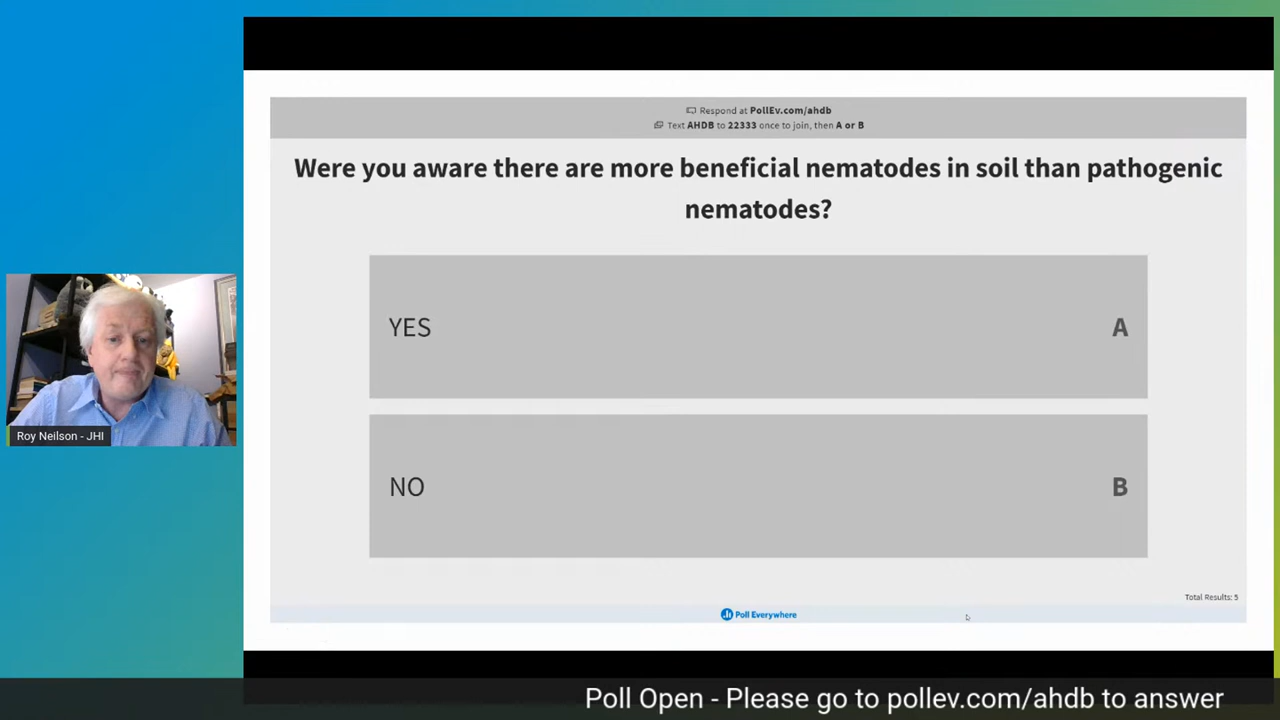 Respond at PollEv.com/ahdb
Text AHDB to 22333 once to join, then A or B
Were you aware there are more beneficial nematodes in soil than pathogenic
nematodes?
YES A
NO B
Total Results: 5
Poll Everywhere
Roy Neilson - JHI
Poll Open - Please go to pollev.com/ahdb to answer